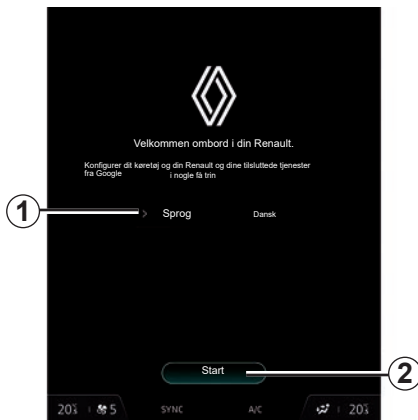 Velkommen ombord i din Renault.
Konfigurer dit køretøj og din Renault og dine tilsluttede tjenester
fra Google i nogle få trin
1
> Sprog Dansk
Start
2
20 5 SYNC A/C 20